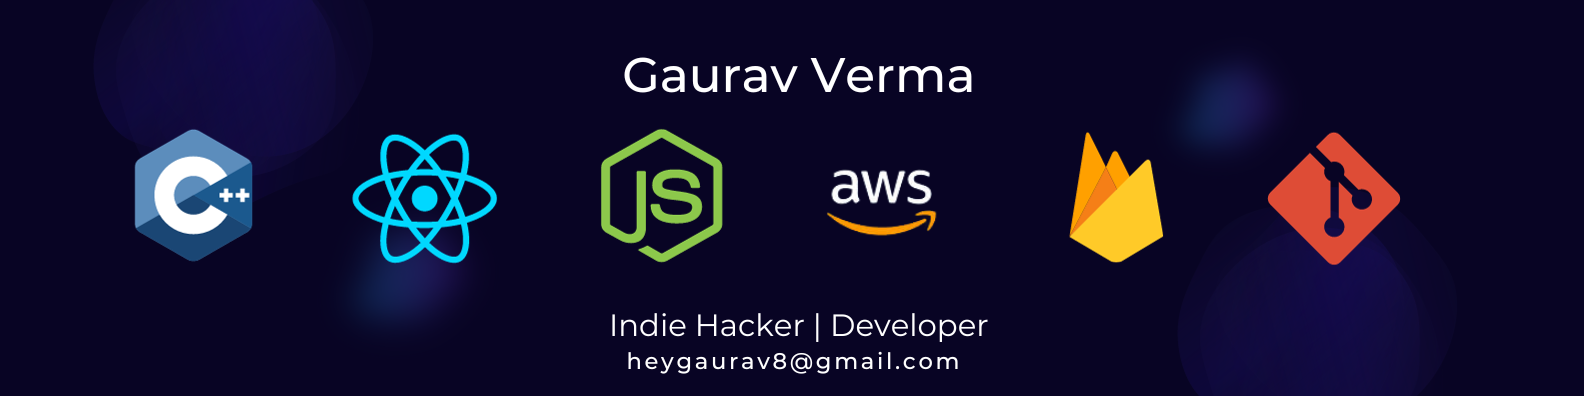 Gaurav Verma
C++
JS
aws
Indie Hacker | Developer
heygaurav8@gmail.com